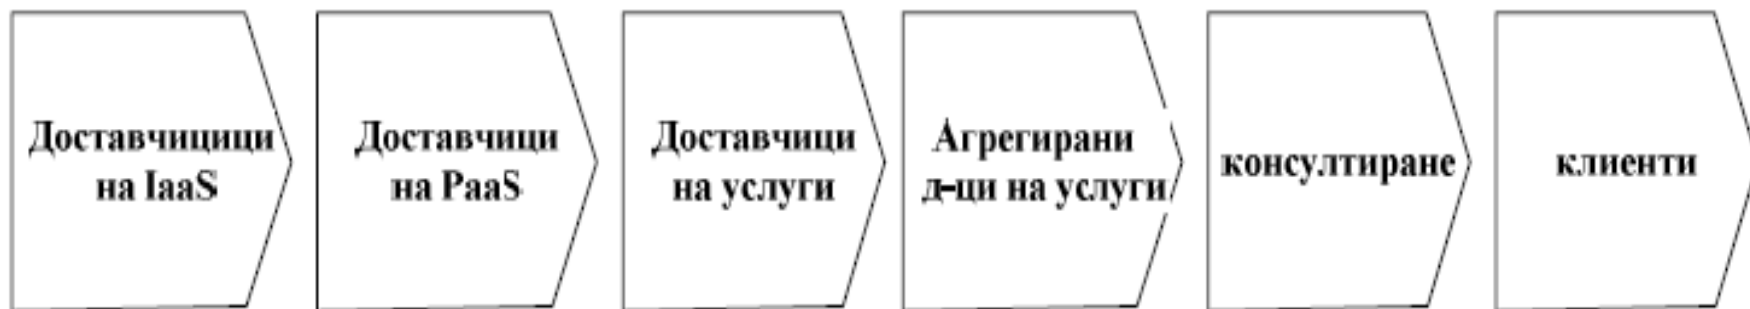 Доставчицици
на IaaS
Доставчици
на PaaS
Доставчици
на услуги
Агрегирани
д-ци на услуги
консултиране
клиенти